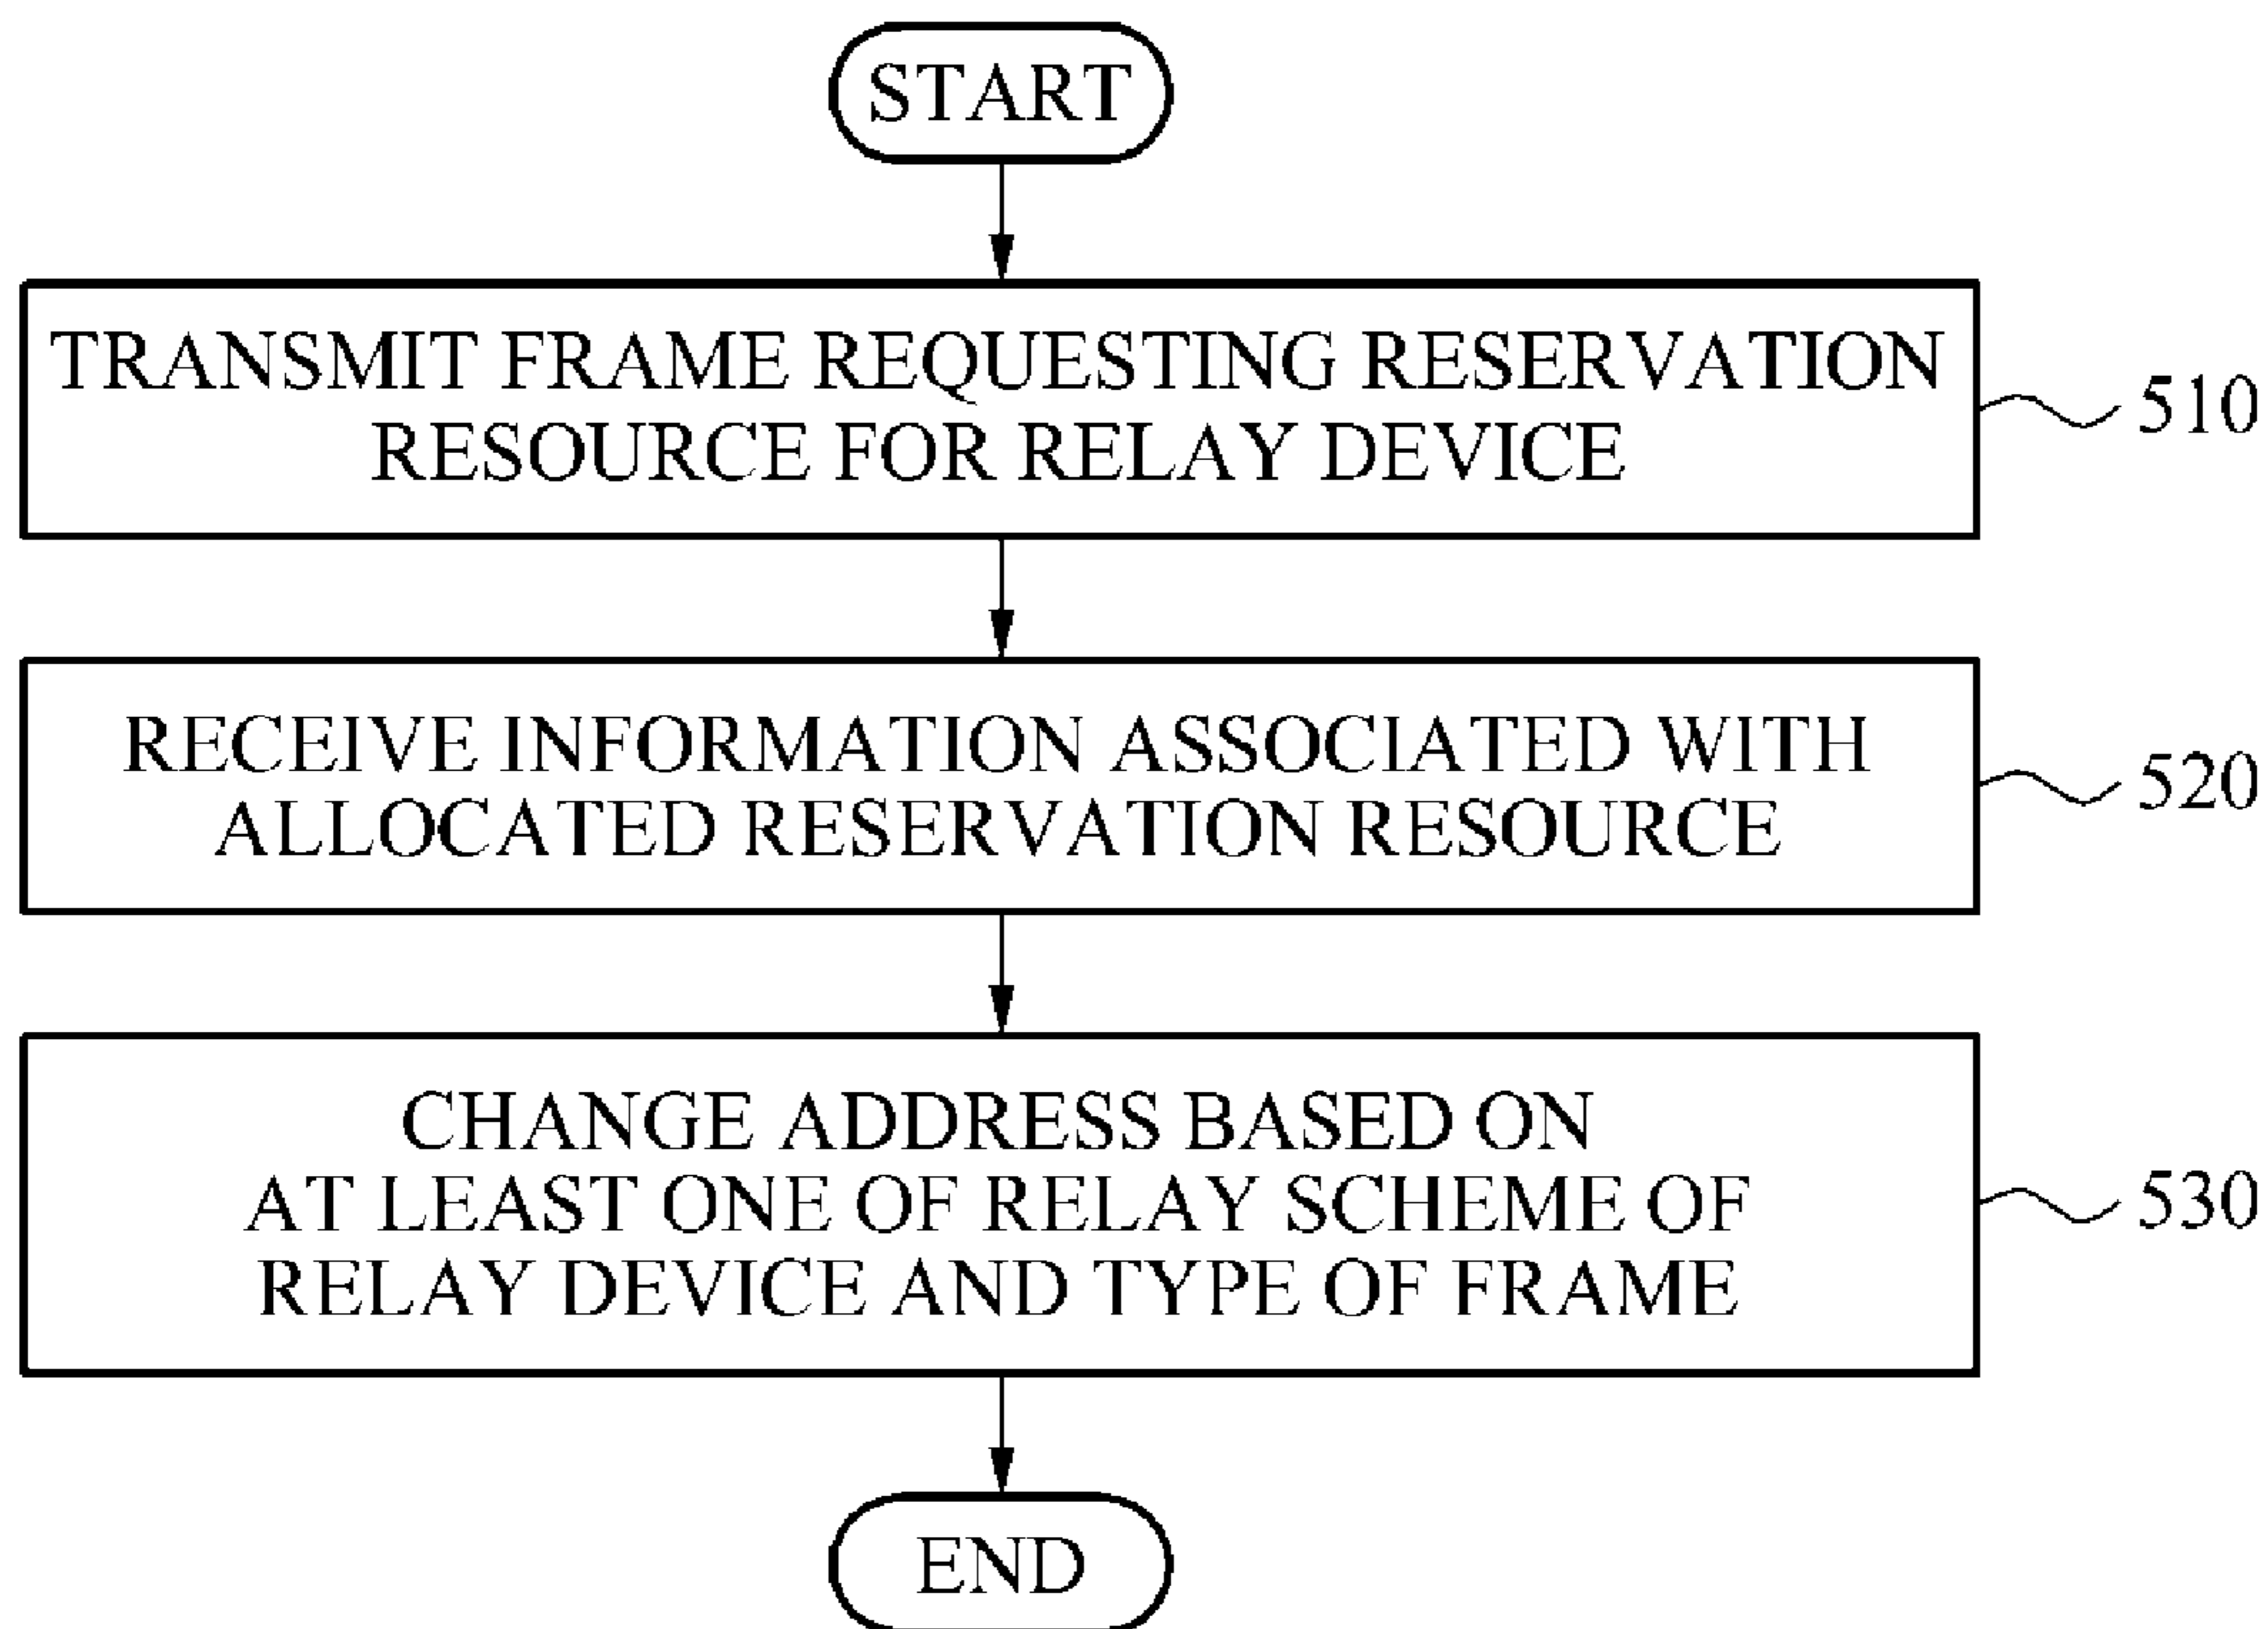 START
TRANSMIT FRAME REQUESTING RESERVATION
RESOURCE FOR RELAY DEVICE
510
RECEIVE INFORMATION ASSOCIATED WITH
ALLOCATED RESERVATION RESOURCE
520
CHANGE ADDRESS BASED ON
AT LEAST ONE OF RELAY SCHEME OF
RELAY DEVICE AND TYPE OF FRAME
530
END